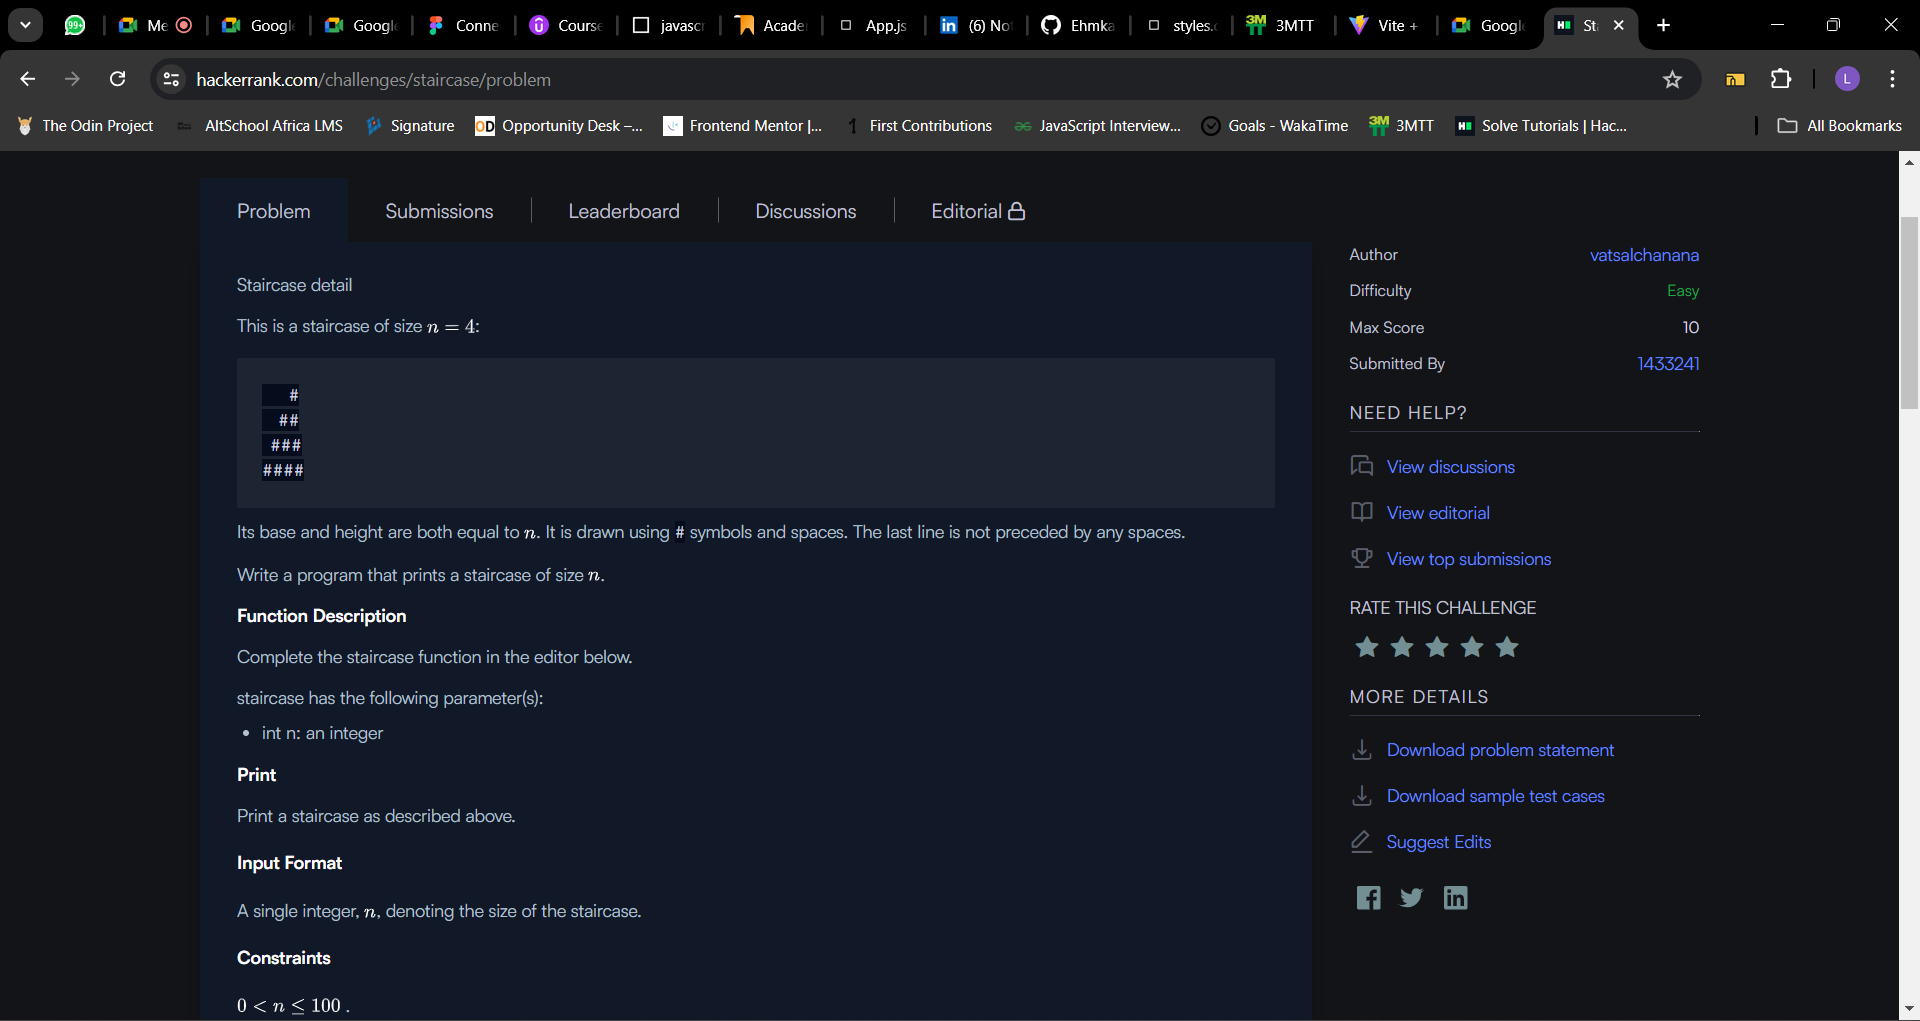 99+
Me
Google
Google
Conne
Course
javascr
Acade
App.js
(6) No
Ehmka
styles.c
3MTT
Vite +
Google
St
hackerrank.com/challenges/staircase/problem
L
The Odin Project
AltSchool Africa LMS
Signature
OD Opportunity Desk –...
Frontend Mentor |...
First Contributions
JavaScript Interview...
Goals - WakaTime
3MTT
Solve Tutorials | Hac...
All Bookmarks
Problem
Submissions
Leaderboard
Discussions
Editorial
Staircase detail
This is a staircase of size n = 4:
   #
  ##
 ###
####
Its base and height are both equal to n. It is drawn using # symbols and spaces. The last line is not preceded by any spaces.
Write a program that prints a staircase of size n.
Function Description
Complete the staircase function in the editor below.
staircase has the following parameter(s):
• int n: an integer
Print
Print a staircase as described above.
Input Format
A single integer, n, denoting the size of the staircase.
Constraints
0 < n ≤ 100 .
Author vatsalchanana
Difficulty Easy
Max Score 10
Submitted By 1433241
NEED HELP?
View discussions
View editorial
View top submissions
RATE THIS CHALLENGE
MORE DETAILS
Download problem statement
Download sample test cases
Suggest Edits